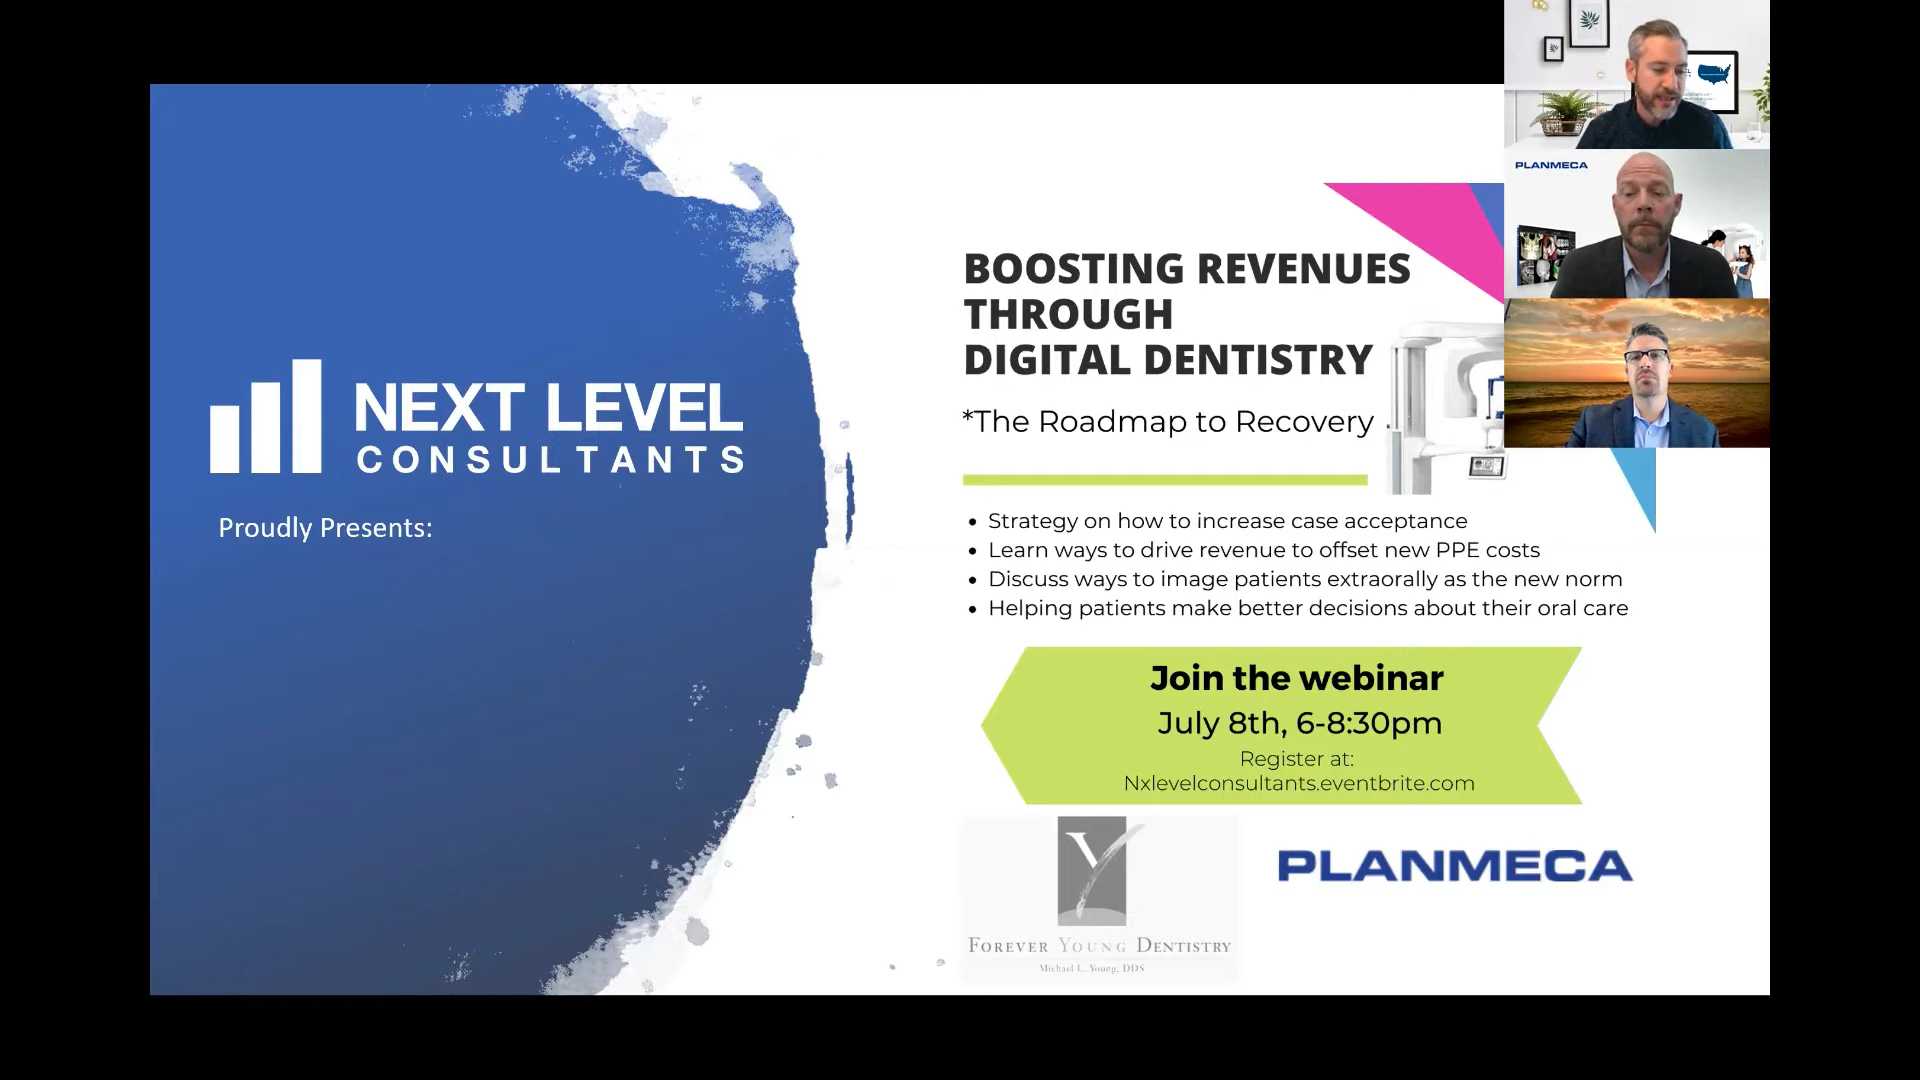 NEXT LEVEL
CONSULTANTS
Proudly Presents:
BOOSTING REVENUES
THROUGH
DIGITAL DENTISTRY
*The Roadmap to Recovery
• Strategy on how to increase case acceptance
• Learn ways to drive revenue to offset new PPE costs
• Discuss ways to image patients extraorally as the new norm
• Helping patients make better decisions about their oral care
Join the webinar
July 8th, 6-8:30pm
Register at:
Nxlevelconsultants.eventbrite.com
Y
FOREVER YOUNG DENTISTRY
Michael L. Young, DDS
PLANMECA
PLANMECA